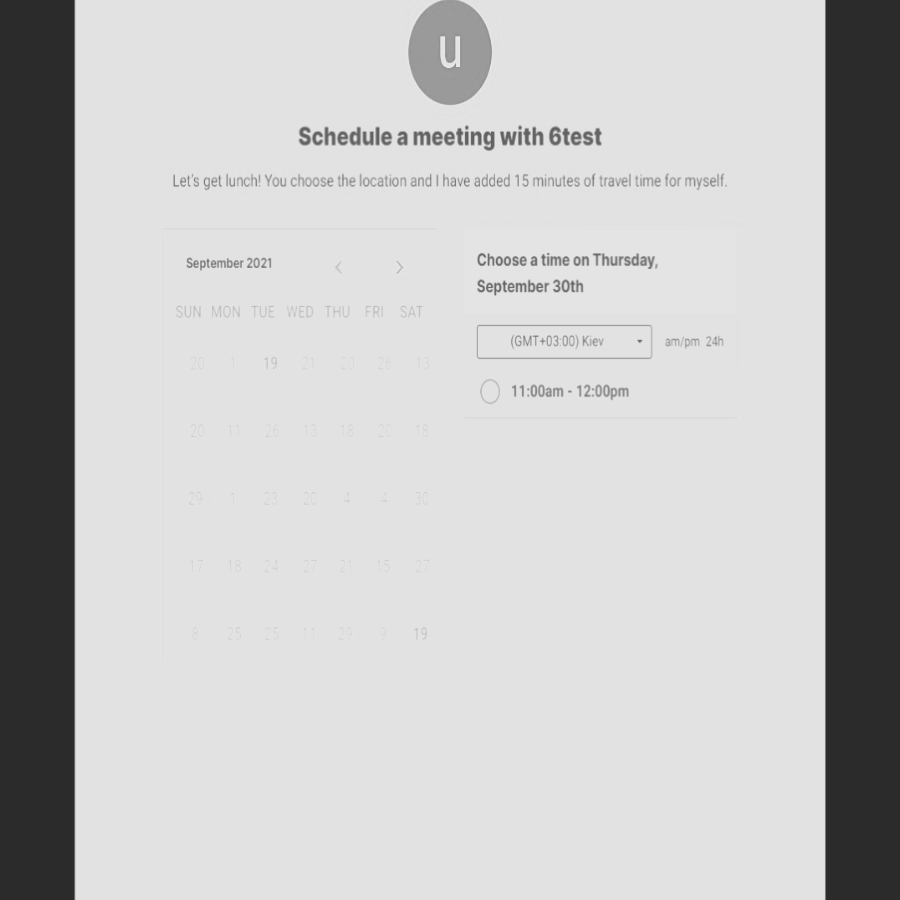 u
Schedule a meeting with 6test
Let's get lunch! You choose the location and I have added 15 minutes of travel time for myself.
September 2021
SUN MON TUE WED THU FRI SAT
20 1 19 21 20 26 13
20 11 26 13 18 20 18
29 1 23 20 4 4 30
17 18 24 27 21 15 27
8 25 25 11 29 9 19
Choose a time on Thursday,
September 30th
(GMT+03:00) Kiev am/pm 24h
11:00am - 12:00pm